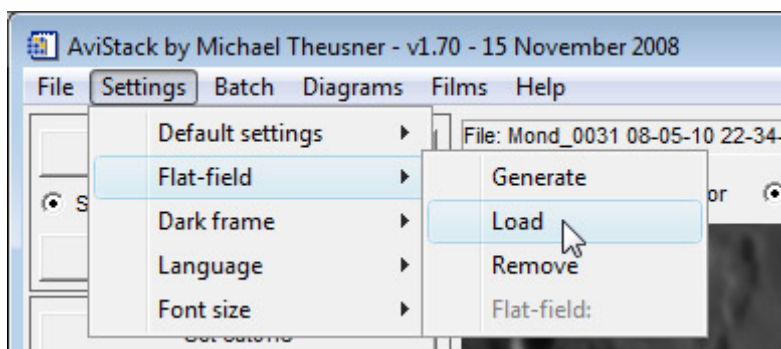 AviStack by Michael Theusner - v1.70 - 15 November 2008
File Settings Batch Diagrams Films Help
Default settings
File: Mond_0031 08-05-10 22-34-
Flat-field
Generate
S
or
Dark frame
Load
Language
Remove
Font size
Flat-field: